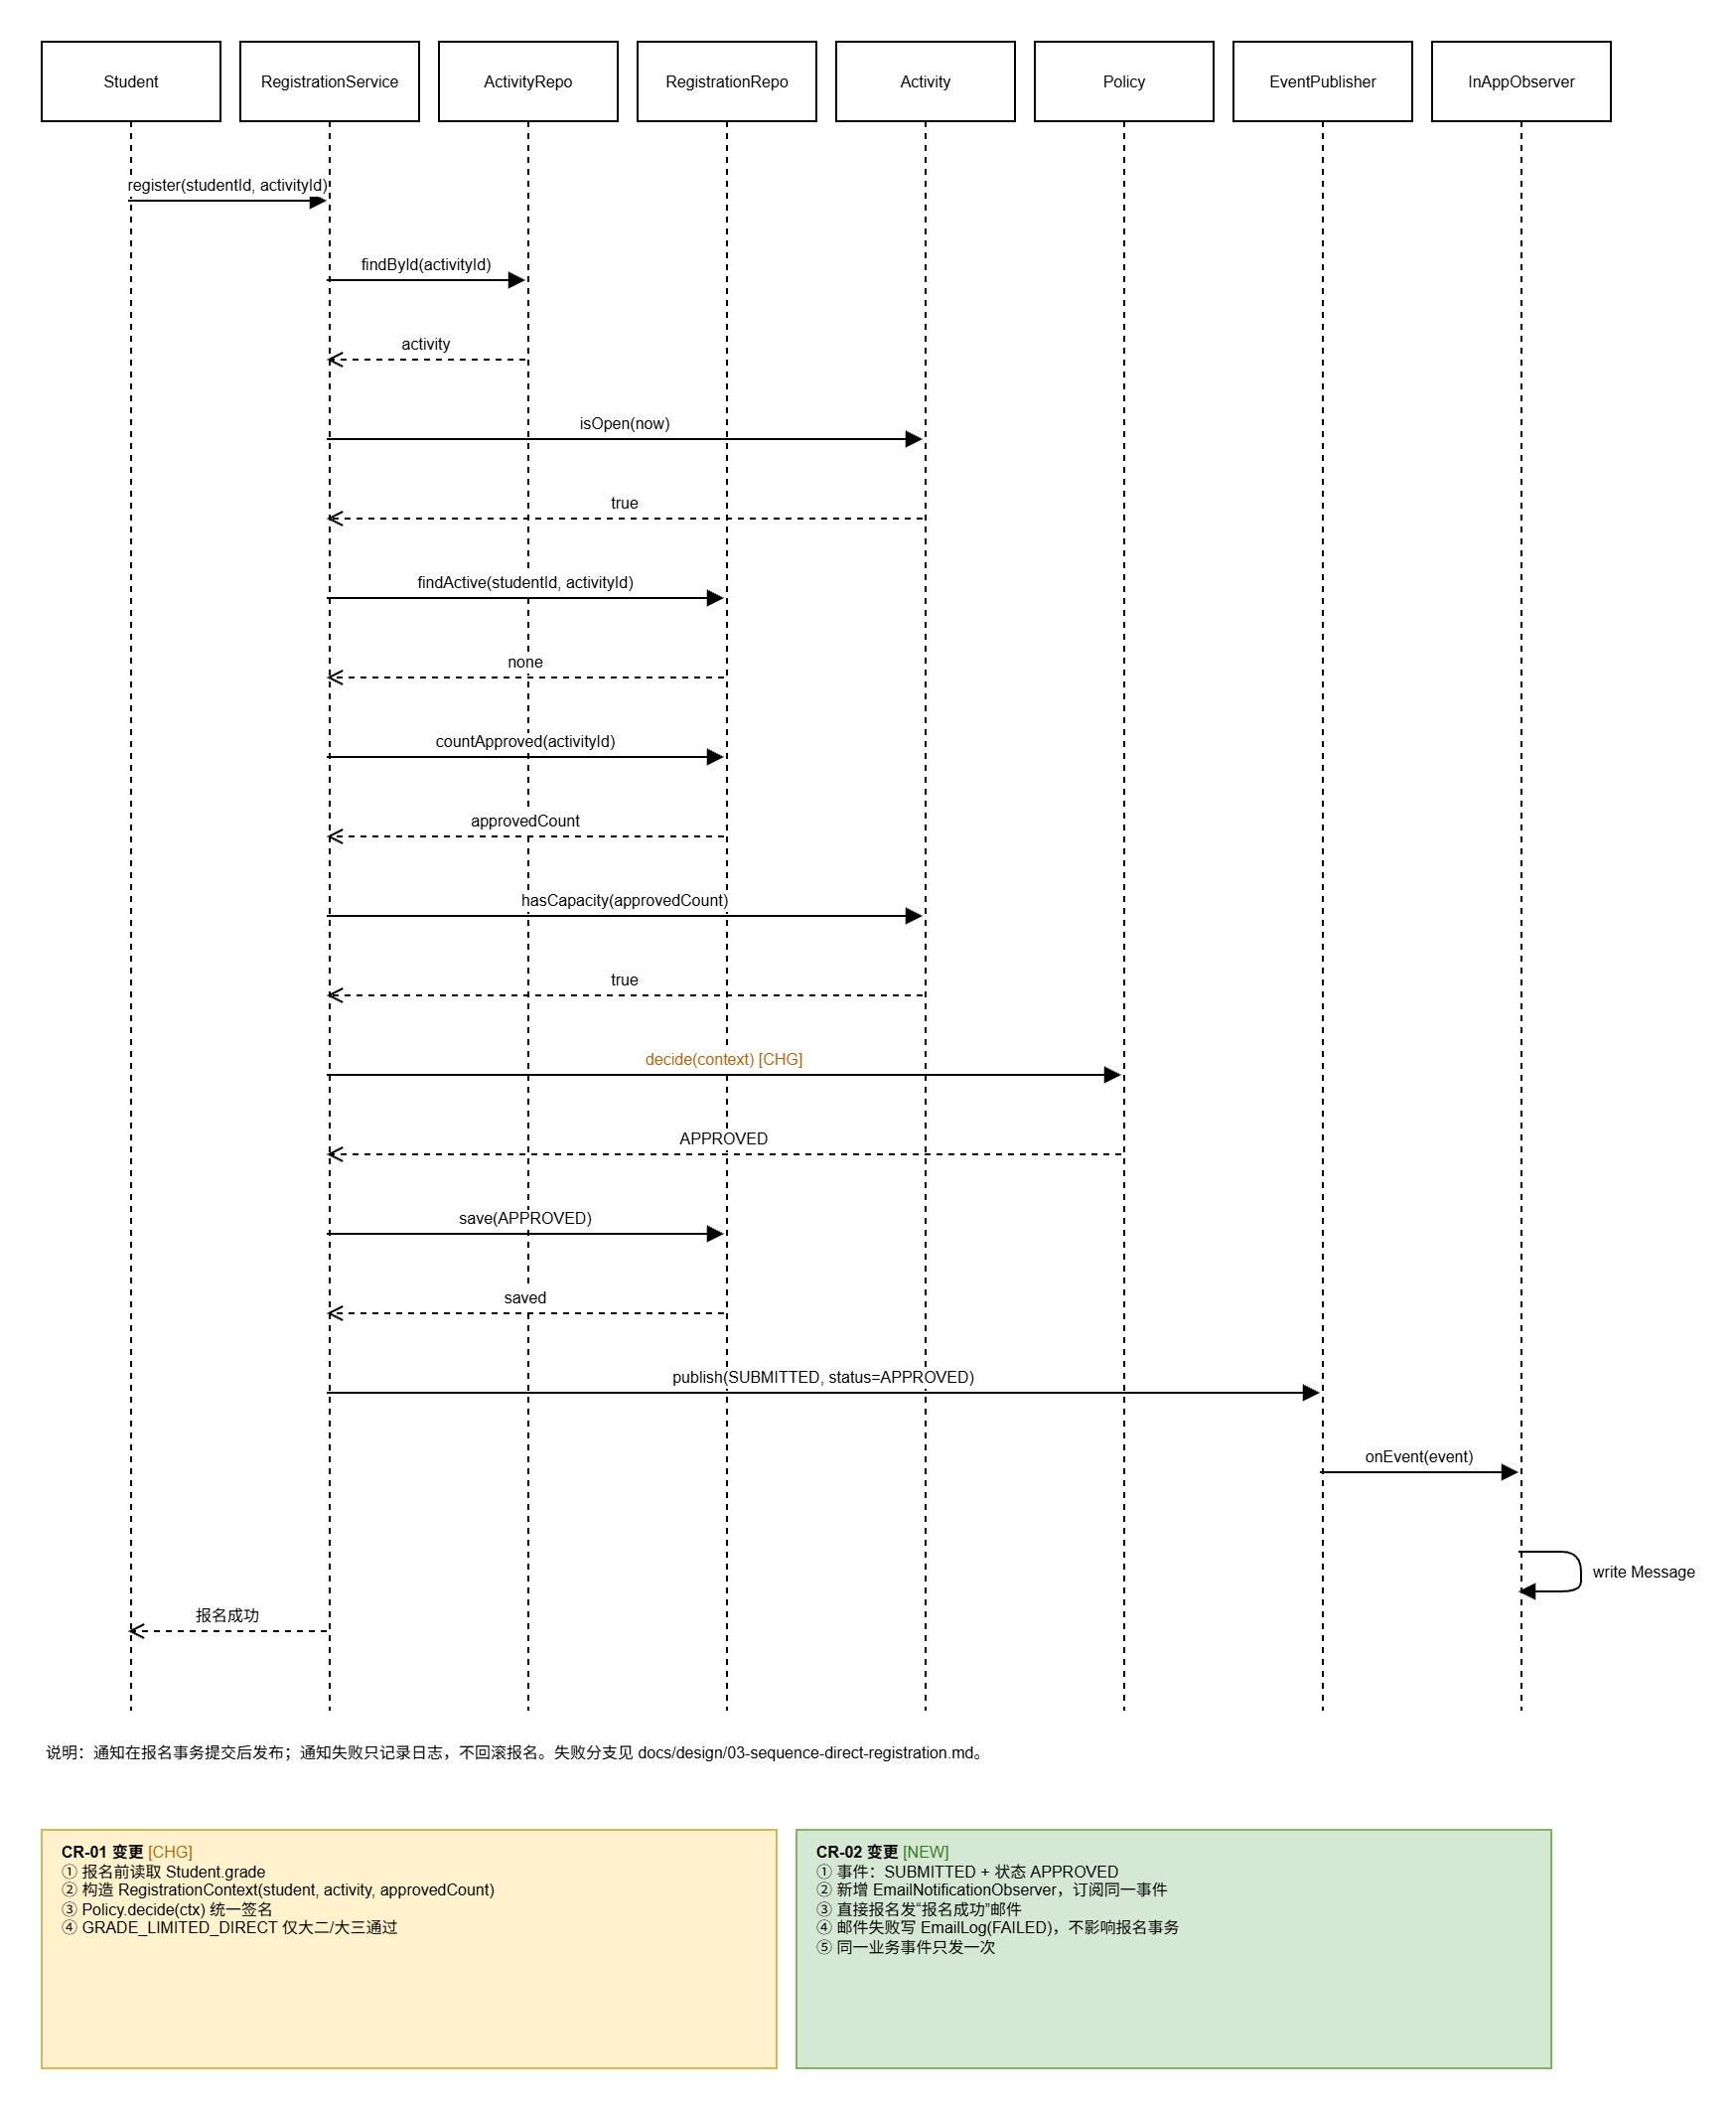 Student
RegistrationService
ActivityRepo
RegistrationRepo
Activity
Policy
EventPublisher
InAppObserver
register(studentId, activityId)
findById(activityId)
activity
isOpen(now)
true
findActive(studentId, activityId)
none
countApproved(activityId)
approvedCount
hasCapacity(approvedCount)
true
decide(context) [CHG]
APPROVED
save(APPROVED)
saved
publish(SUBMITTED, status=APPROVED)
onEvent(event)
write Message
报名成功
说明：通知在报名事务提交后发布；通知失败只记录日志，不回滚报名。失败分支见 docs/design/03-sequence-direct-registration.md。
CR-01 变更 [CHG]
① 报名前读取 Student.grade
② 构造 RegistrationContext(student, activity, approvedCount)
③ Policy.decide(ctx) 统一签名
④ GRADE_LIMITED_DIRECT 仅大二/大三通过
CR-02 变更 [NEW]
① 事件：SUBMITTED + 状态 APPROVED
② 新增 EmailNotificationObserver，订阅同一事件
③ 直接报名发“报名成功”邮件
④ 邮件失败写 EmailLog(FAILED)，不影响报名事务
⑤ 同一业务事件只发一次